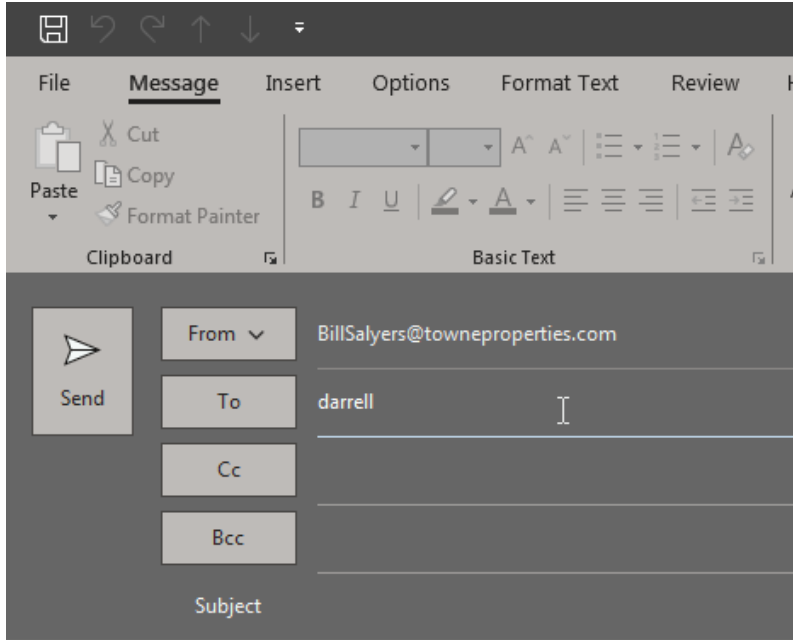 File Message Insert Options Format Text Review
Cut
Copy
Paste
Format Painter
B I U A
Clipboard
Basic Text
From BillSalyers@towneproperties.com
Send
To darrell
Cc
Bcc
Subject